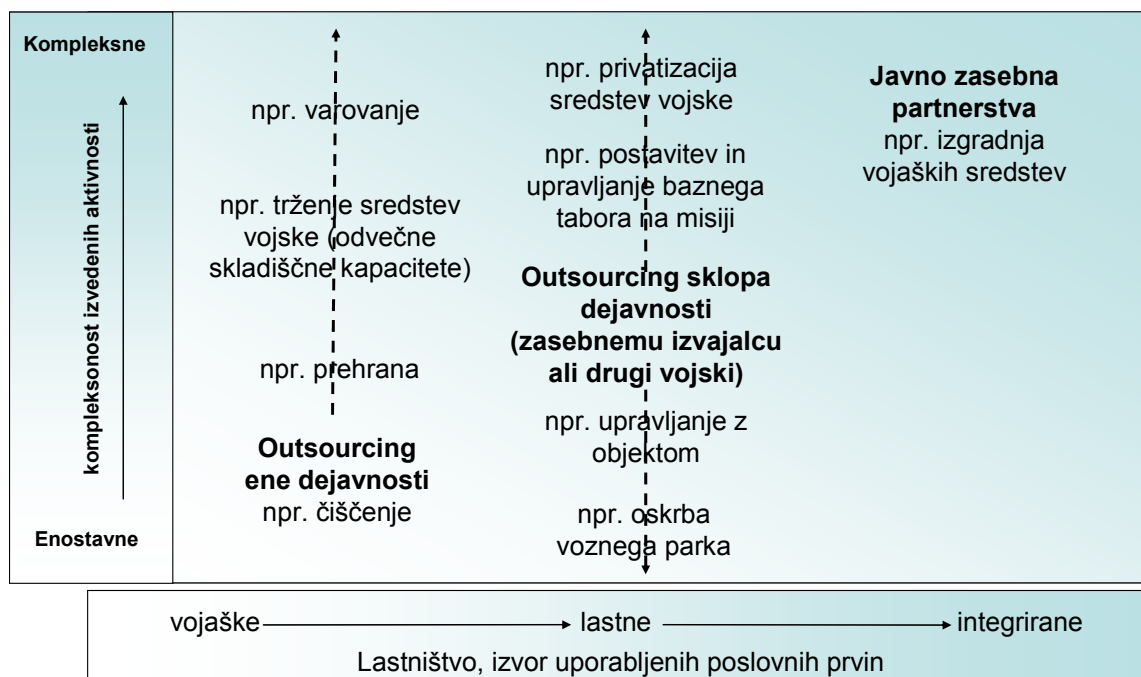 Kompleksne
kompleksonost izvedenih aktivnosti
Enostavne
npr. varovanje
npr. trženje sredstev
vojske (odvečne
skladiščne kapacitete)
npr. prehrana
Outsourcing
ene dejavnosti
npr. čiščenje
npr. privatizacija
sredstev vojske
npr. postavitev in
upravljanje baznega
tabora na misiji
Outsourcing sklopa
dejavnosti
(zasebnemu izvajalcu
ali drugi vojski)
npr. upravljanje z
objektom
npr. oskrba
voznega parka
Javno zasebna
partnerstva
npr. izgradnja
vojaških sredstev
vojaške
lastne
integrirane
Lastništvo, izvor uporabljenih poslovnih prvin